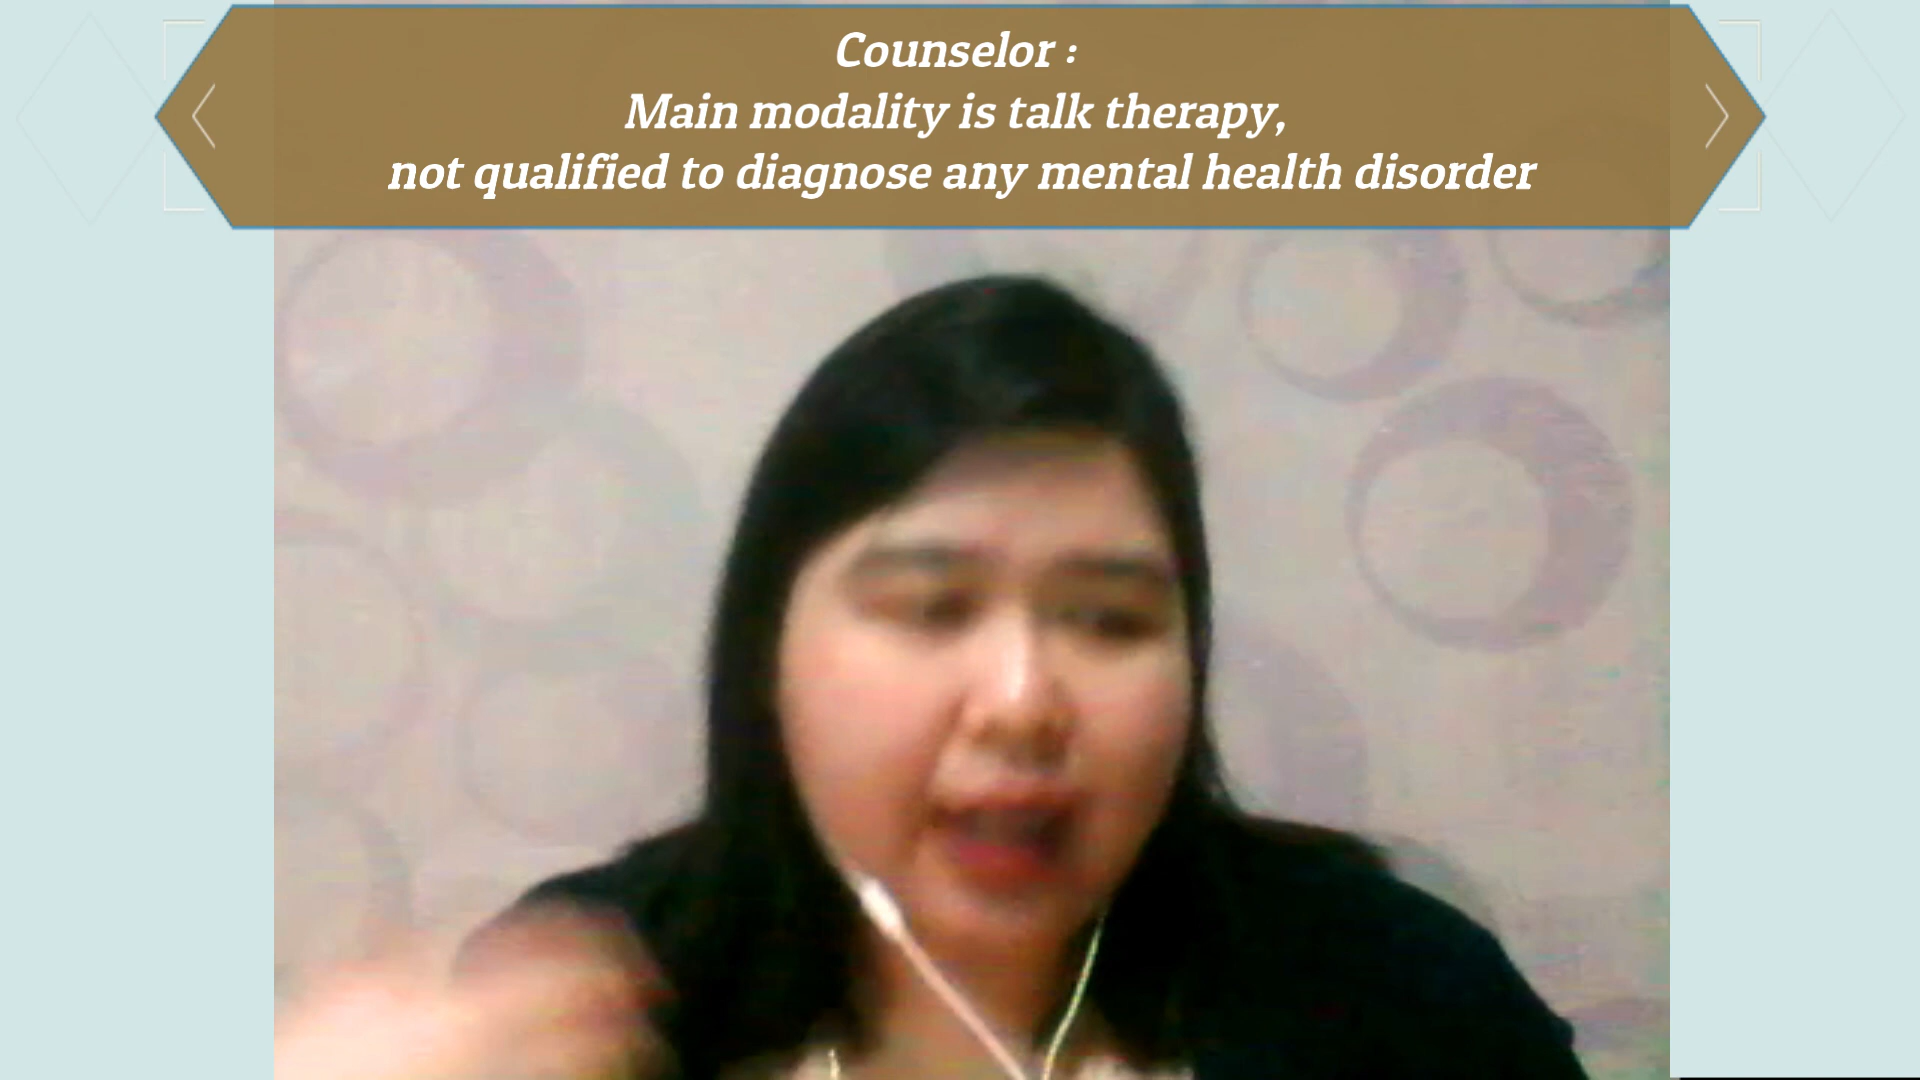 Counselor :
Main modality is talk therapy,
not qualified to diagnose any mental health disorder